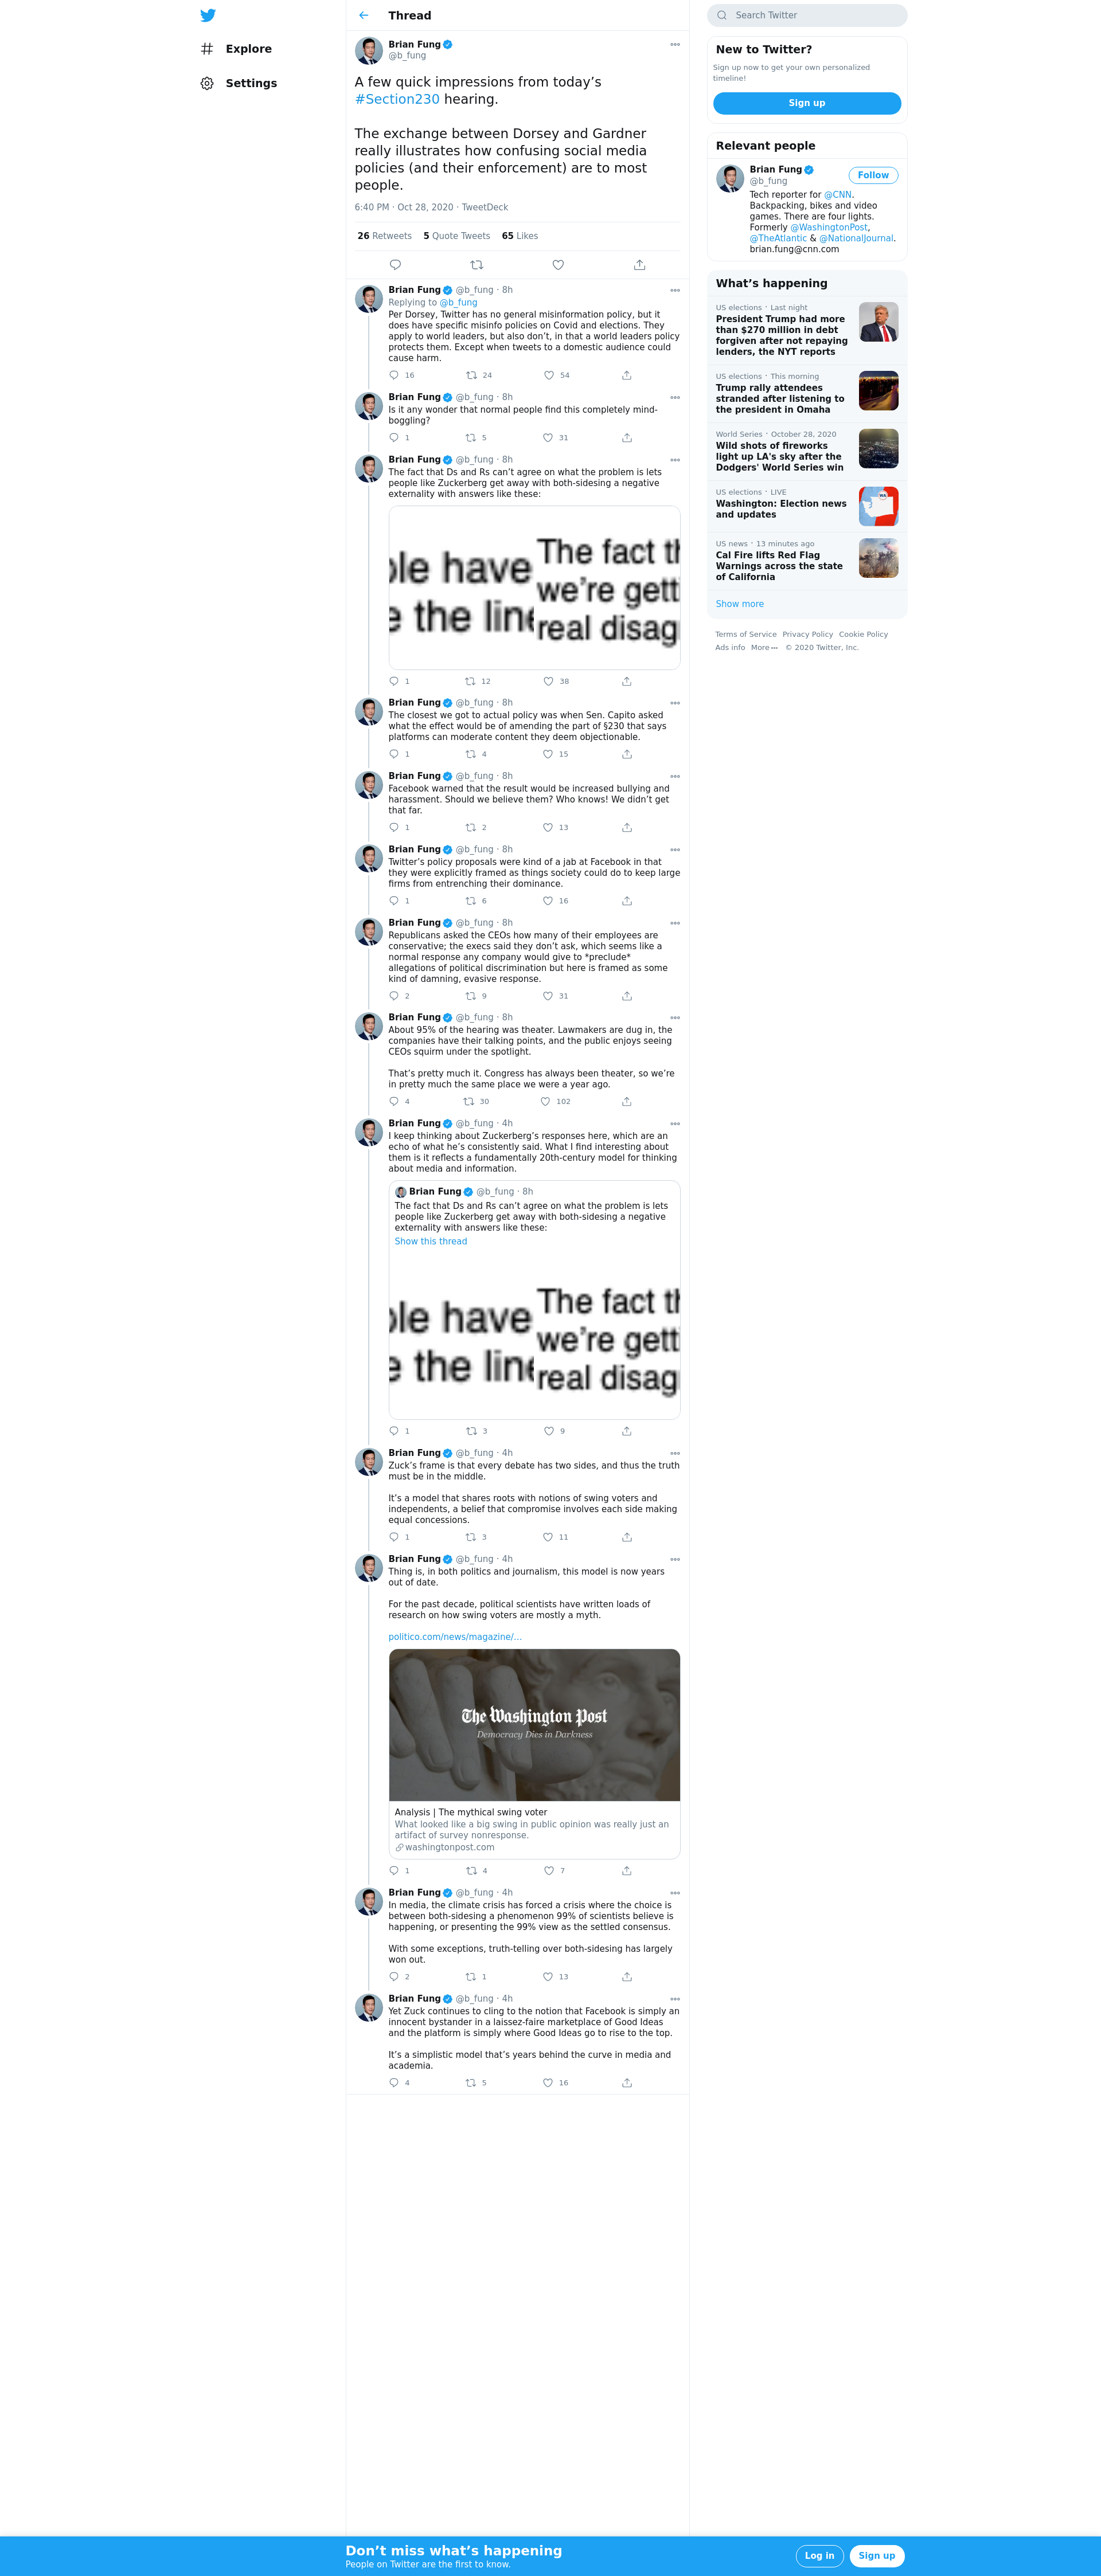 Explore
Settings
Thread
Brian Fung
@b_fung
A few quick impressions from today’s
#Section230 hearing.
The exchange between Dorsey and Gardner
really illustrates how confusing social media
policies (and their enforcement) are to most
people.
6:40 PM · Oct 28, 2020 · TweetDeck
26 Retweets 5 Quote Tweets 65 Likes
Brian Fung @b_fung · 8h
Replying to @b_fung
Per Dorsey, Twitter has no general misinformation policy, but it
does have specific misinfo policies on Covid and elections. They
apply to world leaders, but also don’t, in that a world leaders policy
protects them. Except when tweets to a domestic audience could
cause harm.
16 24 54
Brian Fung @b_fung · 8h
Is it any wonder that normal people find this completely mind-
boggling?
1 5 31
Brian Fung @b_fung · 8h
The fact that Ds and Rs can’t agree on what the problem is lets
people like Zuckerberg get away with both-sidesing a negative
externality with answers like these:
ple have
e the line
The fact th
we’re getti
real disag
1 12 38
Brian Fung @b_fung · 8h
The closest we got to actual policy was when Sen. Capito asked
what the effect would be of amending the part of §230 that says
platforms can moderate content they deem objectionable.
1 4 15
Brian Fung @b_fung · 8h
Facebook warned that the result would be increased bullying and
harassment. Should we believe them? Who knows! We didn’t get
that far.
1 2 13
Brian Fung @b_fung · 8h
Twitter’s policy proposals were kind of a jab at Facebook in that
they were explicitly framed as things society could do to keep large
firms from entrenching their dominance.
1 6 16
Brian Fung @b_fung · 8h
Republicans asked the CEOs how many of their employees are
conservative; the execs said they don’t ask, which seems like a
normal response any company would give to *preclude*
allegations of political discrimination but here is framed as some
kind of damning, evasive response.
2 9 31
Brian Fung @b_fung · 8h
About 95% of the hearing was theater. Lawmakers are dug in, the
companies have their talking points, and the public enjoys seeing
CEOs squirm under the spotlight.
That’s pretty much it. Congress has always been theater, so we’re
in pretty much the same place we were a year ago.
4 30 102
Brian Fung @b_fung · 4h
I keep thinking about Zuckerberg’s responses here, which are an
echo of what he’s consistently said. What I find interesting about
them is it reflects a fundamentally 20th-century model for thinking
about media and information.
Brian Fung @b_fung · 8h
The fact that Ds and Rs can’t agree on what the problem is lets
people like Zuckerberg get away with both-sidesing a negative
externality with answers like these:
Show this thread
ple have
e the line
The fact th
we’re getti
real disag
1 3 9
Brian Fung @b_fung · 4h
Zuck’s frame is that every debate has two sides, and thus the truth
must be in the middle.
It’s a model that shares roots with notions of swing voters and
independents, a belief that compromise involves each side making
equal concessions.
1 3 11
Brian Fung @b_fung · 4h
Thing is, in both politics and journalism, this model is now years
out of date.
For the past decade, political scientists have written loads of
research on how swing voters are mostly a myth.
politico.com/news/magazine/…
The Washington Post
Democracy Dies in Darkness
Analysis | The mythical swing voter
What looked like a big swing in public opinion was really just an
artifact of survey nonresponse.
washingtonpost.com
1 4 7
Brian Fung @b_fung · 4h
In media, the climate crisis has forced a crisis where the choice is
between both-sidesing a phenomenon 99% of scientists believe is
happening, or presenting the 99% view as the settled consensus.
With some exceptions, truth-telling over both-sidesing has largely
won out.
2 1 13
Brian Fung @b_fung · 4h
Yet Zuck continues to cling to the notion that Facebook is simply an
innocent bystander in a laissez-faire marketplace of Good Ideas
and the platform is simply where Good Ideas go to rise to the top.
It’s a simplistic model that’s years behind the curve in media and
academia.
4 5 16
Search Twitter
New to Twitter?
Sign up now to get your own personalized
timeline!
Sign up
Relevant people
Brian Fung
@b_fung
Follow
Tech reporter for @CNN.
Backpacking, bikes and video
games. There are four lights.
Formerly @WashingtonPost,
@TheAtlantic & @NationalJournal.
brian.fung@cnn.com
What’s happening
US elections · Last night
President Trump had more
than $270 million in debt
forgiven after not repaying
lenders, the NYT reports
US elections · This morning
Trump rally attendees
stranded after listening to
the president in Omaha
World Series · October 28, 2020
Wild shots of fireworks
light up LA's sky after the
Dodgers' World Series win
US elections · LIVE
Washington: Election news
and updates
WA
US news · 13 minutes ago
Cal Fire lifts Red Flag
Warnings across the state
of California
Show more
Terms of Service Privacy Policy Cookie Policy
Ads info More © 2020 Twitter, Inc.
Don’t miss what’s happening
People on Twitter are the first to know.
Log in
Sign up